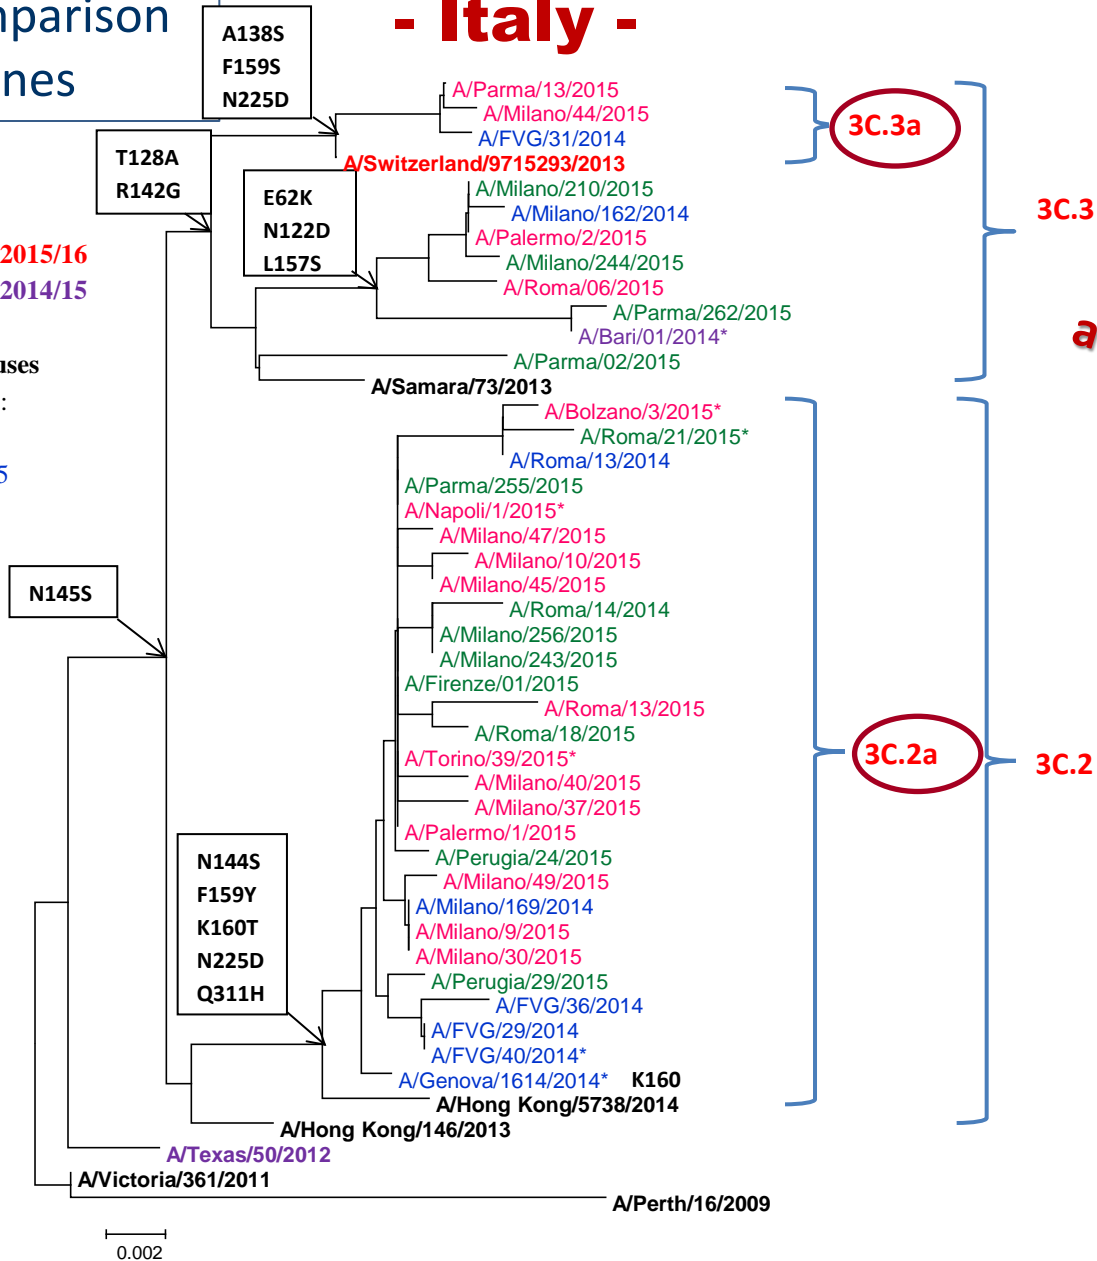 mparison
nes
- Italy -
A138S
F159S
N225D
T128A
R142G
E62K
N122D
L157S
2015/16
2014/15
uses
:
5
N145S
N144S
F159Y
K160T
N225D
Q311H
A/Parma/13/2015
A/Milano/44/2015
A/FVG/31/2014
A/Switzerland/9715293/2013
A/Milano/210/2015
A/Milano/162/2014
A/Palermo/2/2015
A/Milano/244/2015
A/Roma/06/2015
A/Parma/262/2015
A/Bari/01/2014*
A/Parma/02/2015
A/Samara/73/2013
A/Bolzano/3/2015*
A/Roma/21/2015*
A/Roma/13/2014
A/Parma/255/2015
A/Napoli/1/2015*
A/Milano/47/2015
A/Milano/10/2015
A/Milano/45/2015
A/Roma/14/2014
A/Milano/256/2015
A/Milano/243/2015
A/Firenze/01/2015
A/Roma/13/2015
A/Roma/18/2015
A/Torino/39/2015*
A/Milano/40/2015
A/Milano/37/2015
A/Palermo/1/2015
A/Perugia/24/2015
A/Milano/49/2015
A/Milano/169/2014
A/Milano/9/2015
A/Milano/30/2015
A/Perugia/29/2015
A/FVG/36/2014
A/FVG/29/2014
A/FVG/40/2014*
A/Genova/1614/2014* K160
A/Hong Kong/5738/2014
A/Hong Kong/146/2013
A/Texas/50/2012
A/Victoria/361/2011
A/Perth/16/2009
0.002
3C.3a
3C.3
a
3C.2a
3C.2